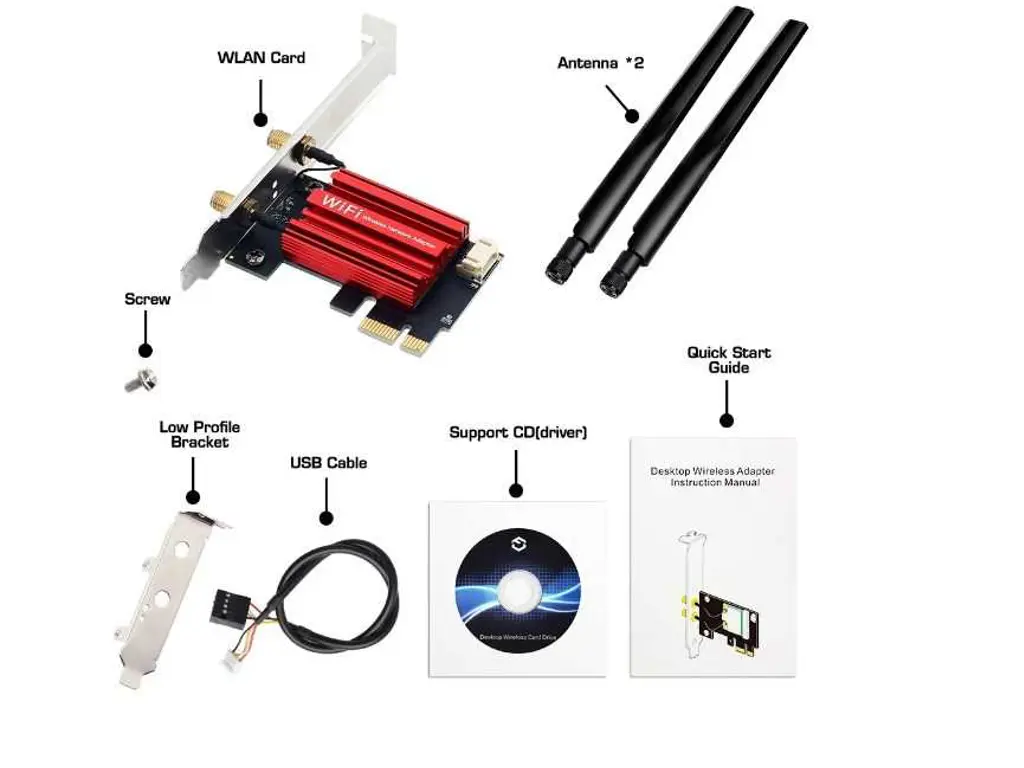 WLAN Card
Antenna *2
WiFi
Wireless Network Adapter
Screw
Quick Start
Guide
Low Profile
Bracket
Support CD(driver)
USB Cable
Desktop Wireless Adapter
Instruction Manual
Desktop Wireless Card Drive